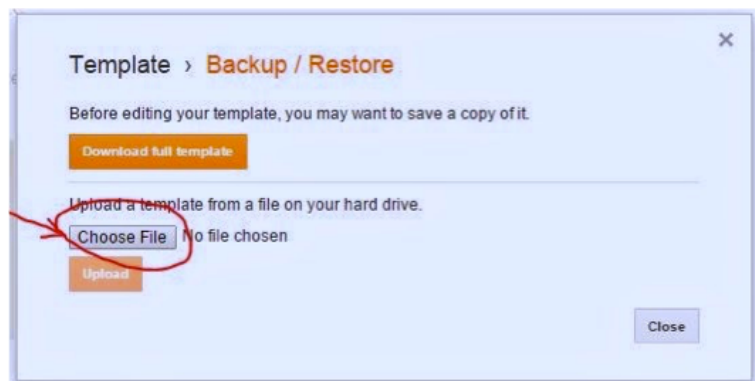 Template › Backup / Restore
Before editing your template, you may want to save a copy of it.
Download full template
Upload a template from a file on your hard drive.
Choose File No file chosen
Upload
Close